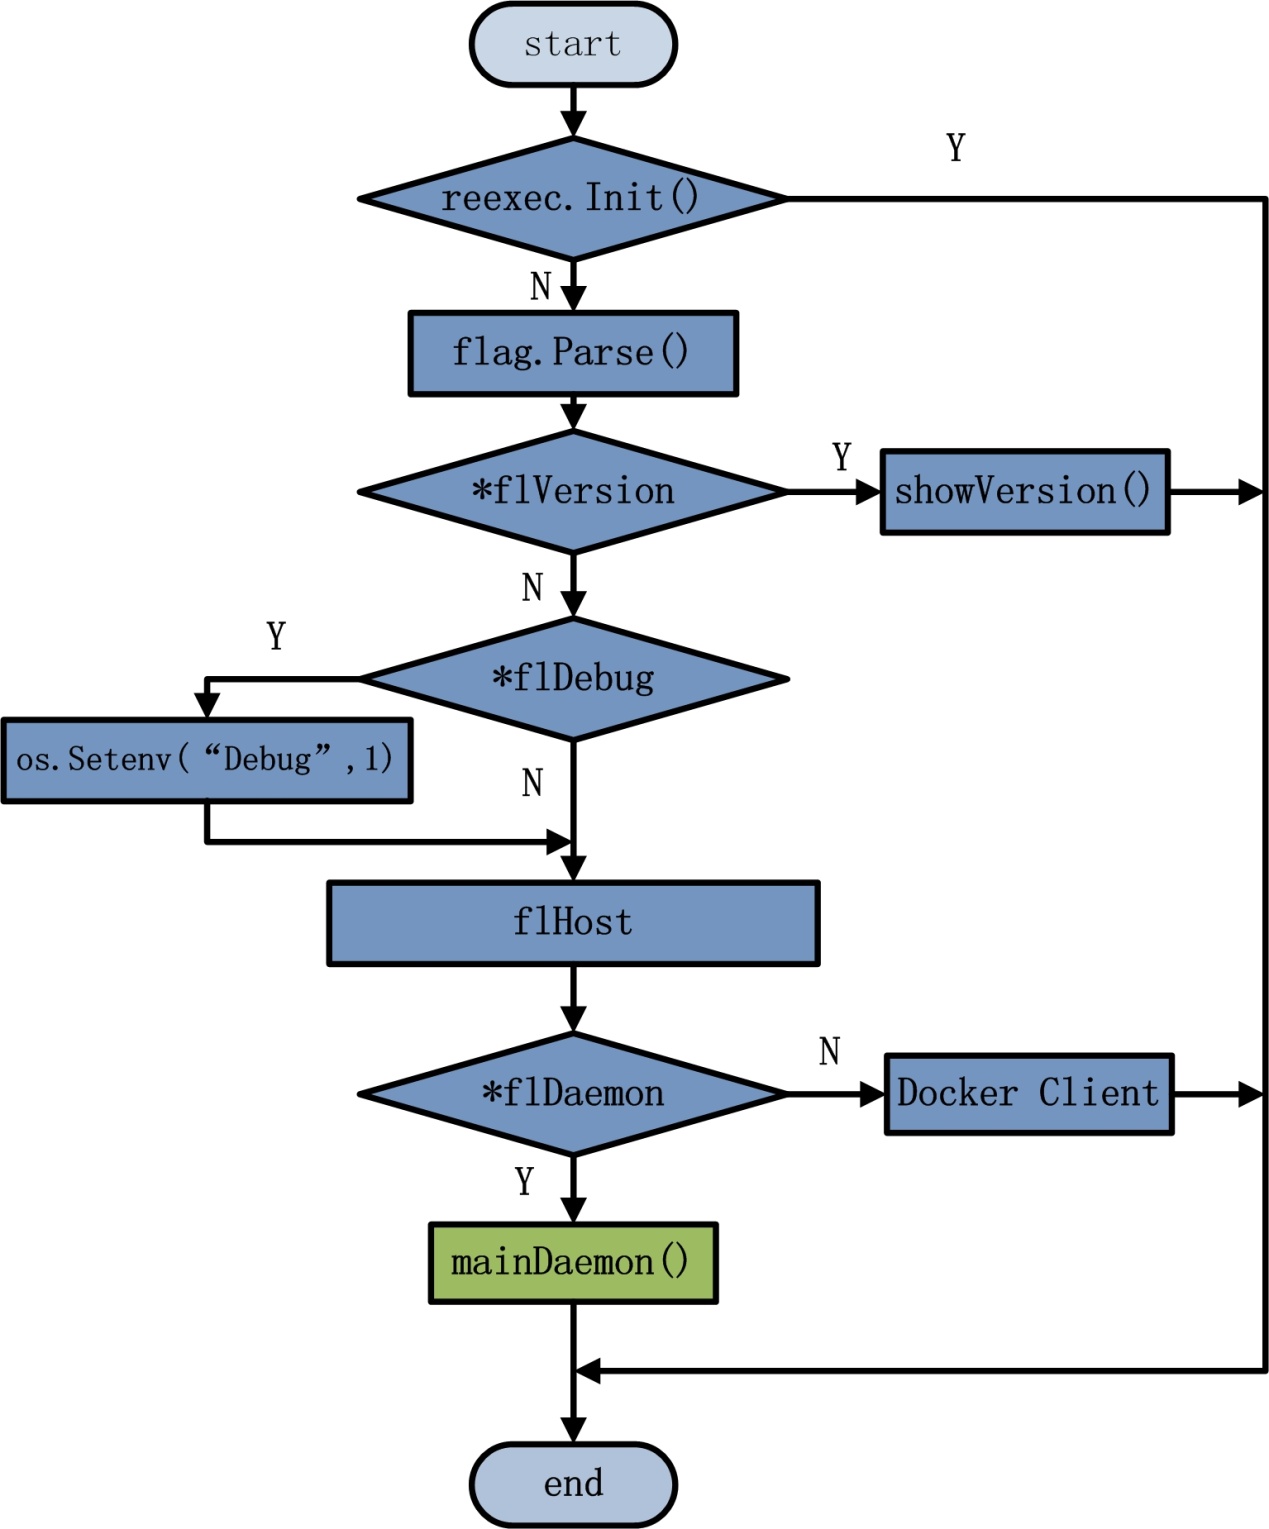 start
Y
reexec.Init()
N
flag.Parse()
Y
*flVersion
showVersion()
N
Y
*flDebug
os.Setenv(“Debug”,1)
N
flHost
N
*flDaemon
Docker Client
Y
mainDaemon()
end